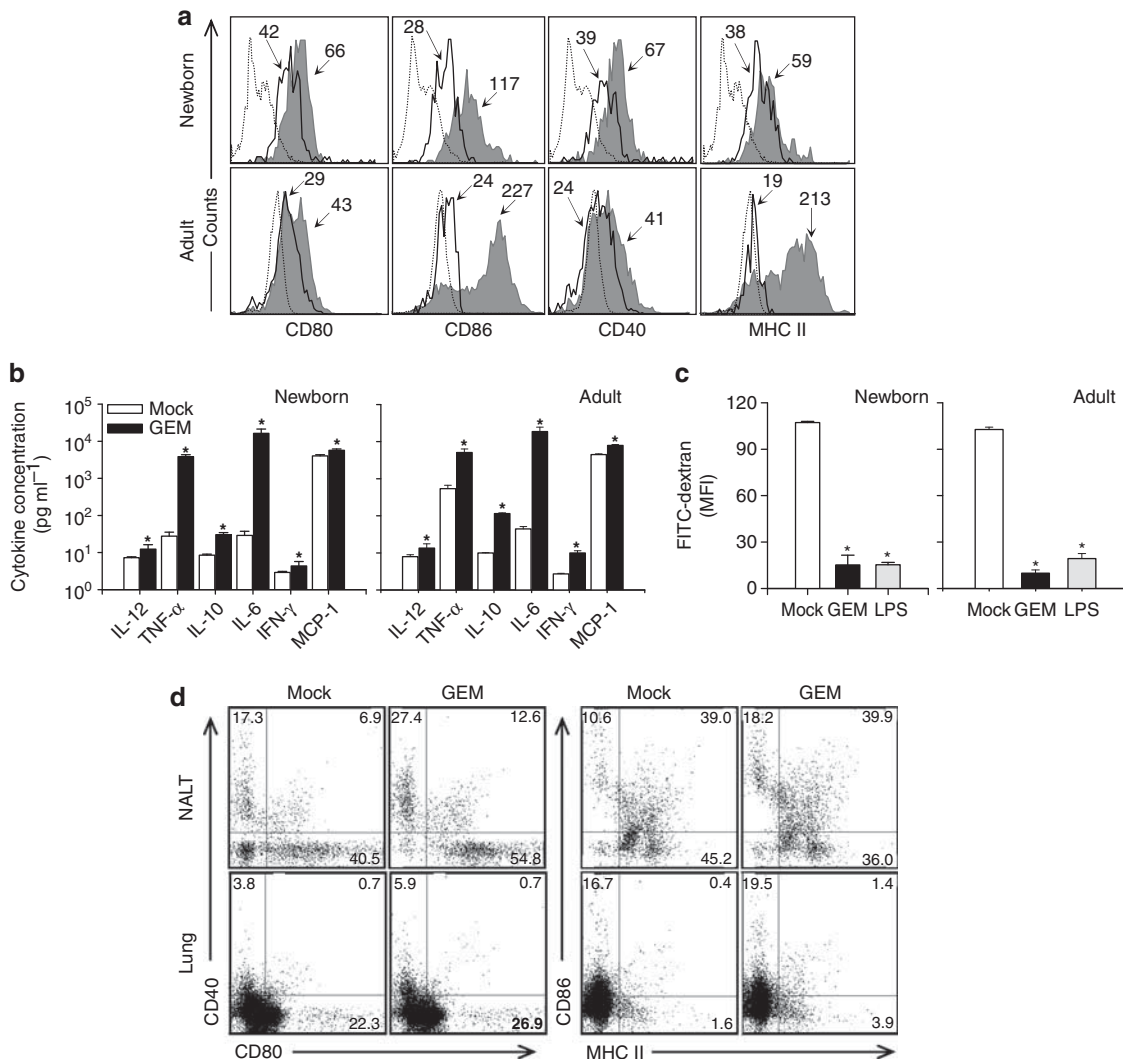 a
42
66
28
117
39
67
38
59
Newborn
29
43
24
227
24
41
19
213
Adult
Counts
CD80
CD86
CD40
MHC II
b
Newborn
Adult
Mock
GEM
Cytokine concentration
(pg ml⁻¹)
10⁵
10⁴
10³
10²
10¹
10⁰
IL-12
TNF-α
IL-10
IL-6
IFN-γ
MCP-1
IL-12
TNF-α
IL-10
IL-6
IFN-γ
MCP-1
* * * * * *
* * * * * *
c
Newborn
Adult
FITC-dextran
(MFI)
120
90
60
30
0
* *
* *
Mock GEM LPS
Mock GEM LPS
d
Mock
GEM
Mock
GEM
NALT
17.3 6.9
40.5
27.4 12.6
54.8
10.6 39.0
45.2
18.2 39.9
36.0
Lung
3.8 0.7
22.3
5.9 0.7
26.9
16.7 0.4
1.6
19.5 1.4
3.9
CD40
CD80
CD86
MHC II